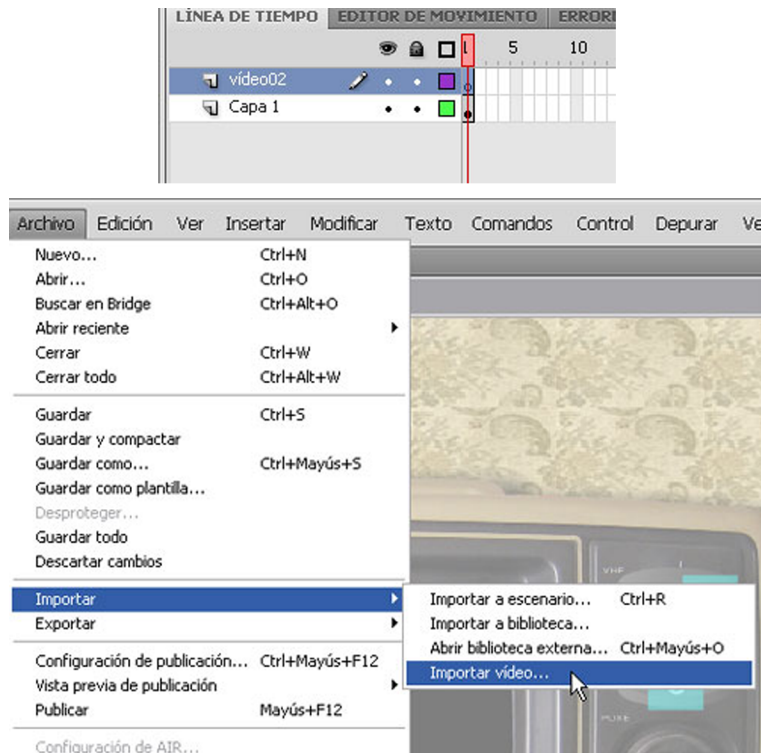 LÍNEA DE TIEMPO EDITOR DE MOVIMIENTO
1 5 10
vídeo02
Capa 1
Archivo Edición Ver Insertar Modificar Texto Comandos Control Depurar Ve
Nuevo... Ctrl+N
Abrir... Ctrl+O
Buscar en Bridge Ctrl+Alt+O
Abrir reciente
Cerrar Ctrl+W
Cerrar todo Ctrl+Alt+W
Guardar Ctrl+S
Guardar y compactar
Guardar como... Ctrl+Mayús+S
Guardar como plantilla...
Desproteger...
Guardar todo
Descartar cambios
Importar
Exportar
Configuración de publicación... Ctrl+Mayús+F12
Vista previa de publicación
Publicar Mayús+F12
Configuración de AIR...
Importar a escenario... Ctrl+R
Importar a biblioteca...
Abrir biblioteca externa... Ctrl+Mayús+O
Importar vídeo...